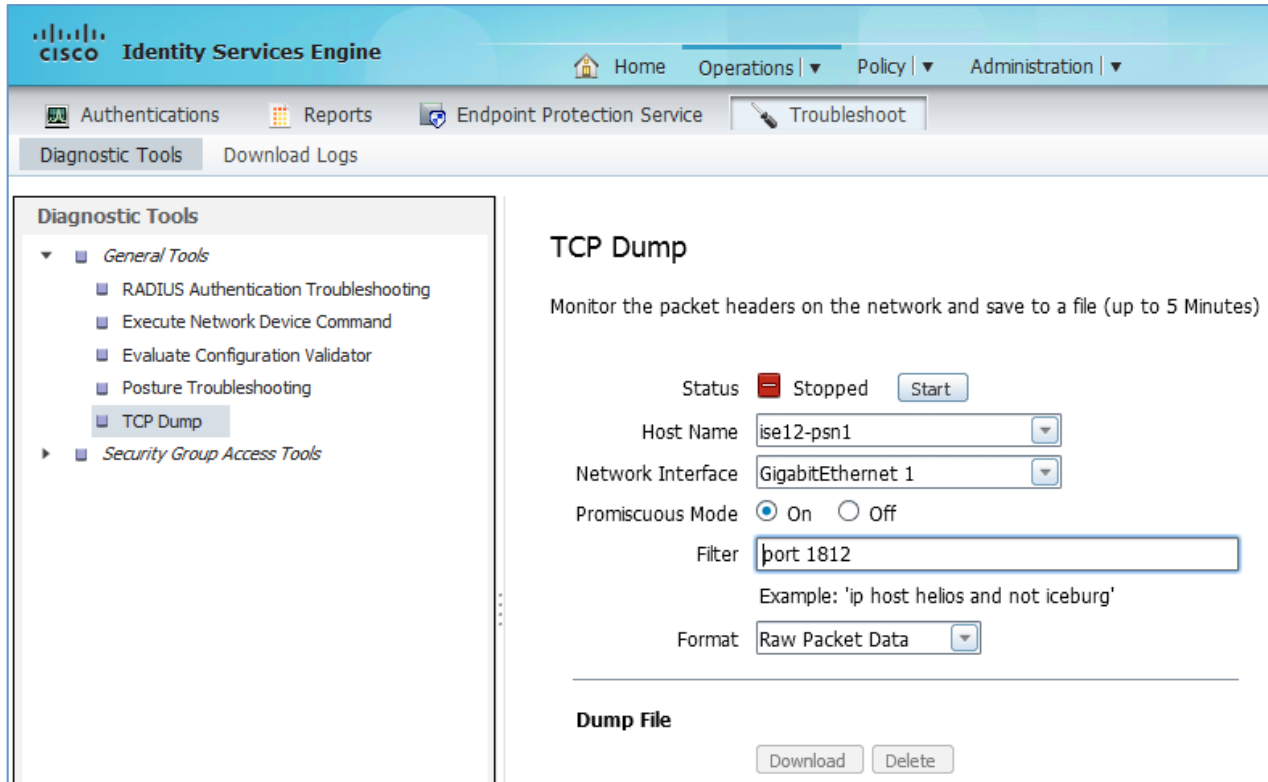 CISCO Identity Services Engine
Home Operations | ▼ Policy | ▼ Administration | ▼
Authentications Reports Endpoint Protection Service Troubleshoot
Diagnostic Tools Download Logs
Diagnostic Tools
General Tools
RADIUS Authentication Troubleshooting
Execute Network Device Command
Evaluate Configuration Validator
Posture Troubleshooting
TCP Dump
Security Group Access Tools
TCP Dump
Monitor the packet headers on the network and save to a file (up to 5 Minutes)
Status Stopped Start
Host Name ise12-psn1
Network Interface GigabitEthernet 1
Promiscuous Mode On Off
Filter port 1812
Example: 'ip host helios and not iceburg'
Format Raw Packet Data
Dump File
Download Delete